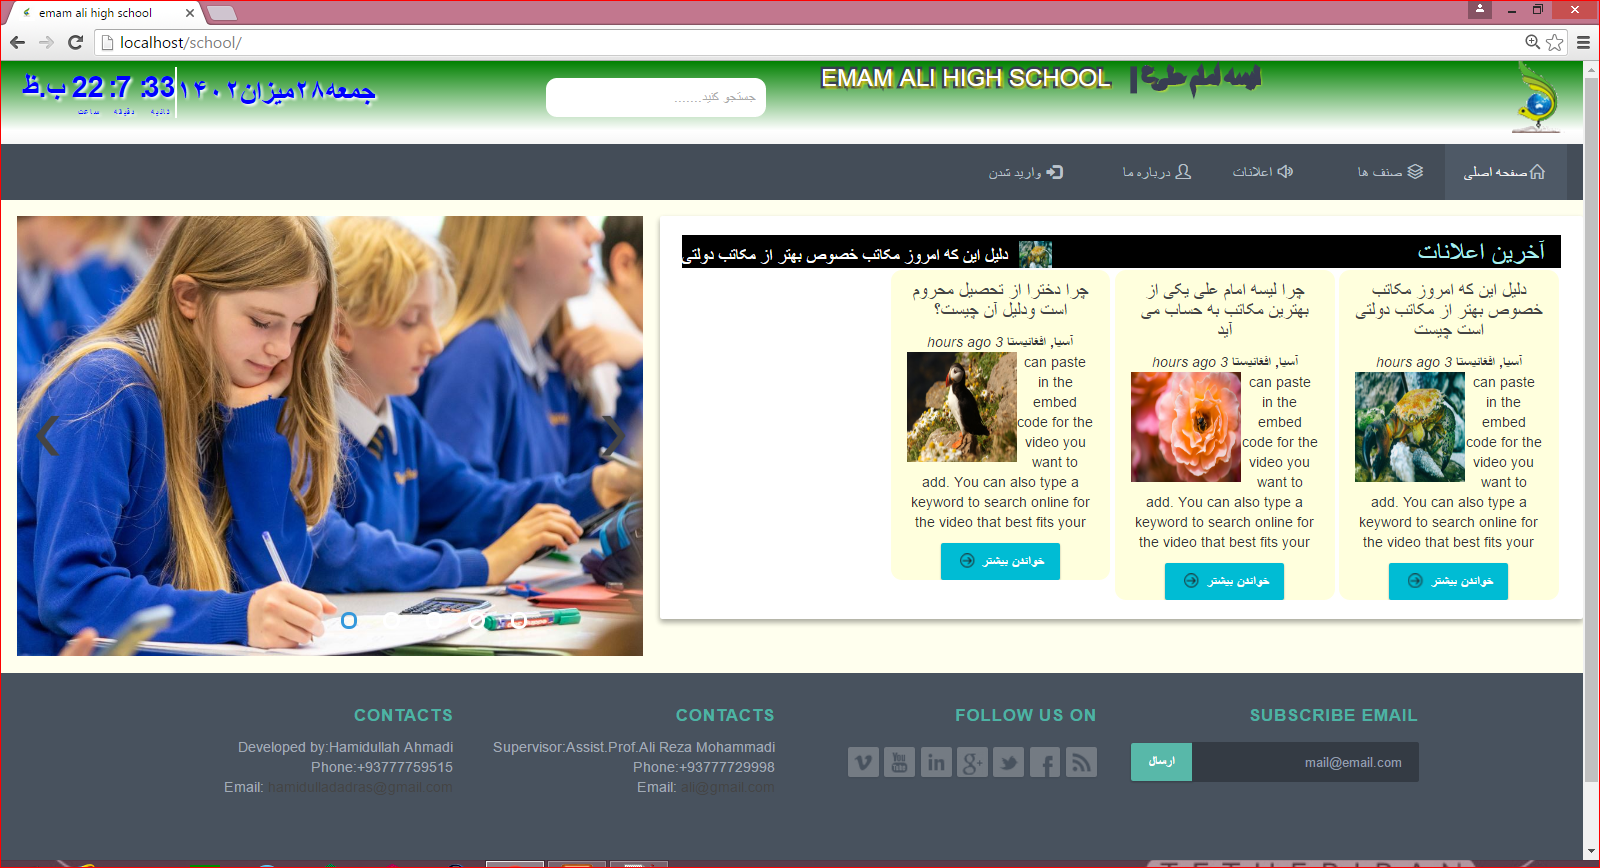 emam ali high school
localhost/school/
جمعه۲۸میزان۱۴۰۲
22 :7 :33 ب.ظ
ساعت دقیقه ثانیه
جستجو کنید.......
EMAM ALI HIGH SCHOOL
صفحه اصلی
صنف ها
اعلانات
درباره ما
وارید شدن
آخرین اعلانات
دلیل این که امروز مکاتب خصوص بهتر از مکاتب دولتی
دلیل این که امروز مکاتب
خصوص بهتر از مکاتب دولتی
است چیست
آسیا, افغانیستا 3 hours ago
can paste
in the
embed
code for the
video you
want to
add. You can also type a
keyword to search online for
the video that best fits your
خواندن بیشتر
چرا لیسه امام علی یکی از
بهترین مکاتب به حساب می
آید
آسیا, افغانیستا 3 hours ago
can paste
in the
embed
code for the
video you
want to
add. You can also type a
keyword to search online for
the video that best fits your
خواندن بیشتر
چرا دخترا از تحصیل محروم
است ودلیل آن چیست؟
آسیا, افغانیستا 3 hours ago
can paste
in the
embed
code for the
video you
want to
add. You can also type a
keyword to search online for
the video that best fits your
خواندن بیشتر
SUBSCRIBE EMAIL
mail@email.com
ارسال
FOLLOW US ON
You
Tube
in
g+
CONTACTS
Supervisor:Assist.Prof.Ali Reza Mohammadi
Phone:+93777729998
Email: ali@gmail.com
CONTACTS
Developed by:Hamidullah Ahmadi
Phone:+93777759515
Email: hamidulladadras@gmail.com